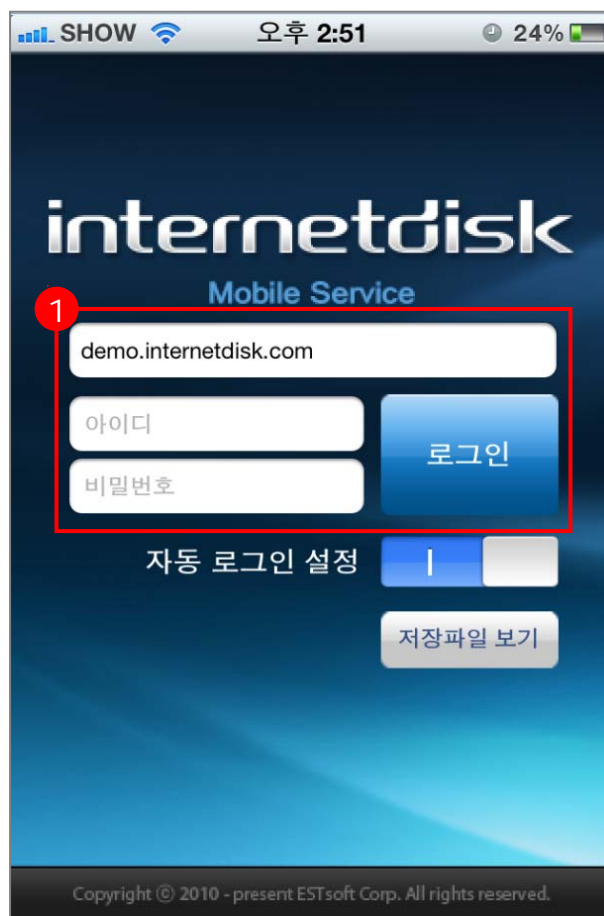 SHOW 오후 2:51 24%
internetdisk
Mobile Service
1
demo.internetdisk.com
아이디
비밀번호
로그인
자동 로그인 설정
저장파일 보기
Copyright ⓒ 2010 - present ESTsoft Corp. All rights reserved.